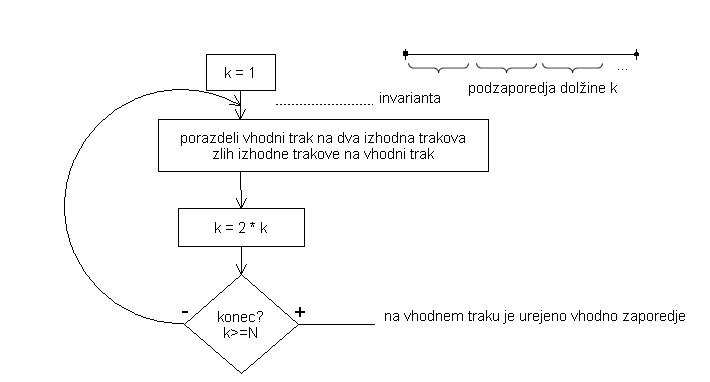 k = 1
...
podzaporedja dolžine k
invarianta
porazdeli vhodni trak na dva izhodna trakova
zlih izhodne trakove na vhodni trak
k = 2 * k
-
+
konec?
k>=N
na vhodnem traku je urejeno vhodno zaporedje